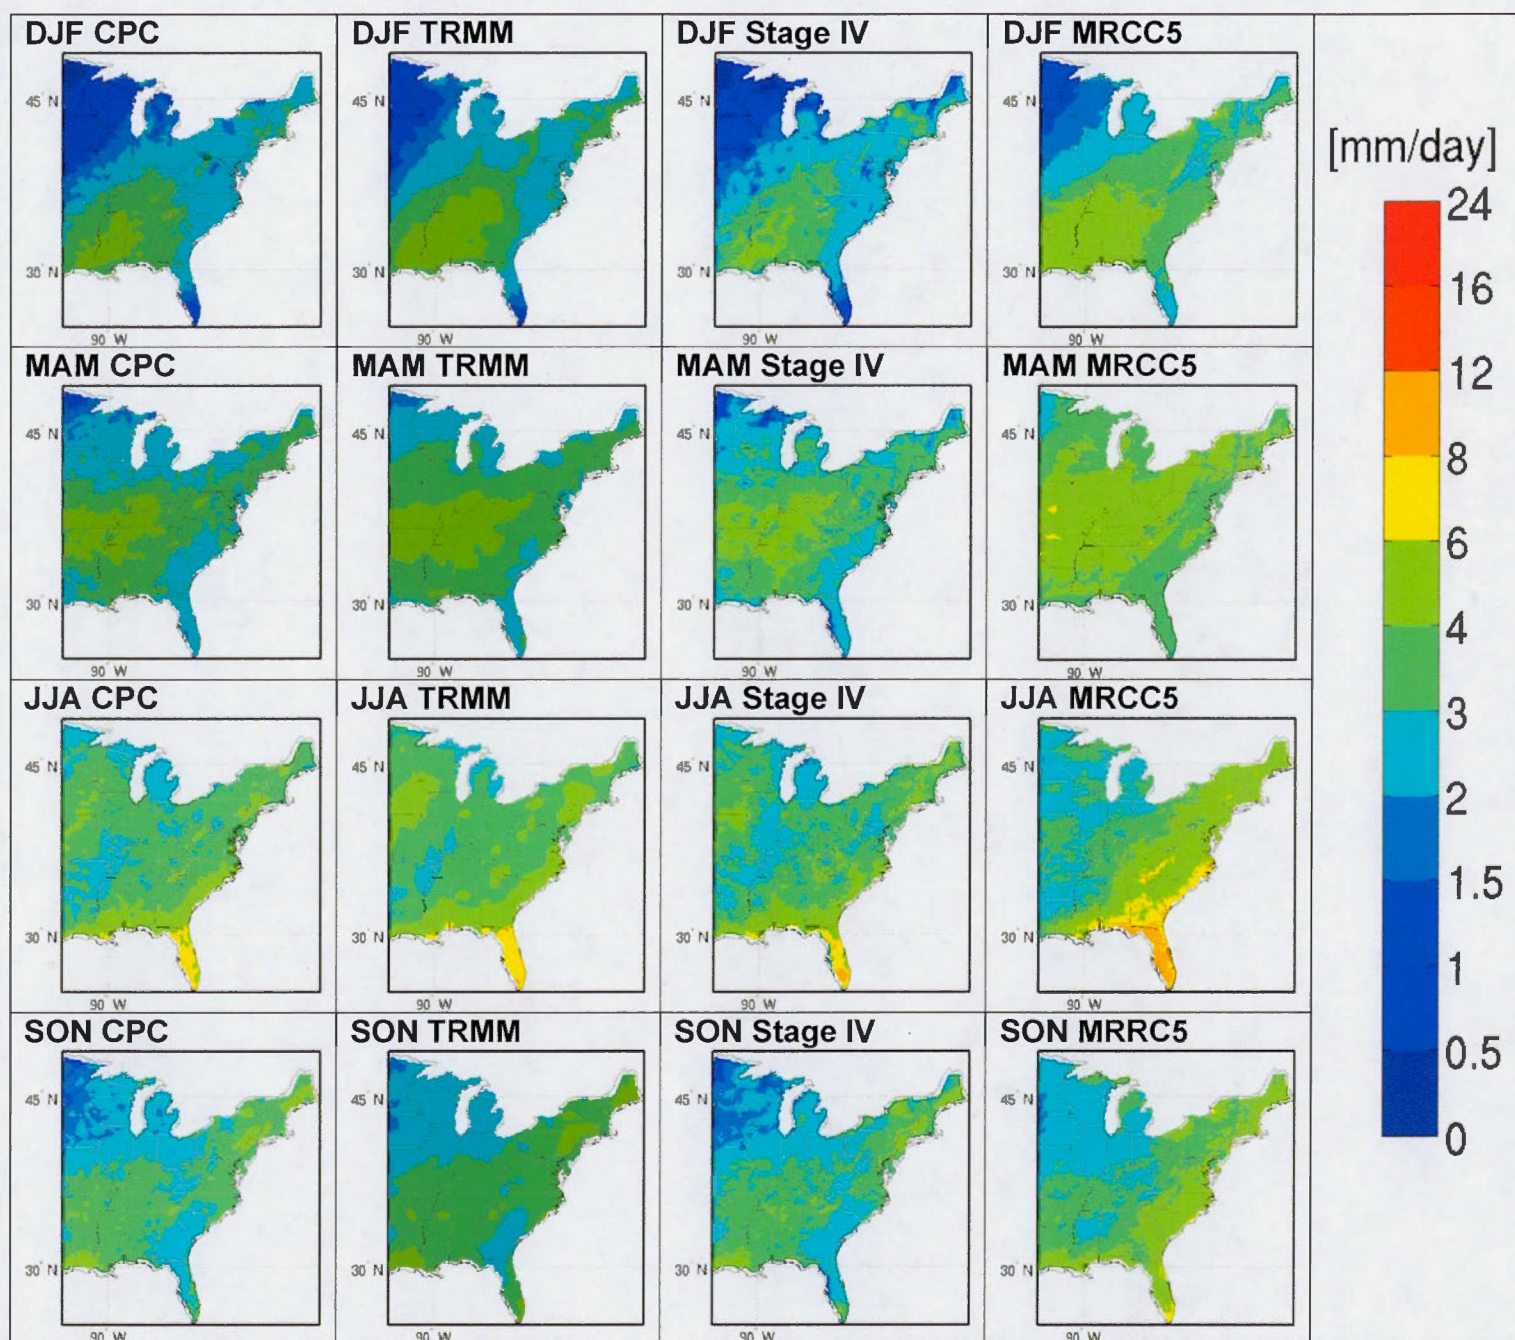 DJF CPC DJF TRMM DJF Stage IV DJF MRCC5
45° N 45° N 45° N 45° N
30° N 30° N 30° N 30° N
90° W 90° W 90° W 90° W
MAM CPC MAM TRMM MAM Stage IV MAM MRCC5
45° N 45° N 45° N 45° N
30° N 30° N 30° N 30° N
90° W 90° W 90° W 90° W
JJA CPC JJA TRMM JJA Stage IV JJA MRCC5
45° N 45° N 45° N 45° N
30° N 30° N 30° N 30° N
90° W 90° W 90° W 90° W
SON CPC SON TRMM SON Stage IV SON MRRC5
45° N 45° N 45° N 45° N
30° N 30° N 30° N 30° N
90° W 90° W 90° W 90° W
[mm/day]
24
16
12
8
6
4
3
2
1.5
1
0.5
0